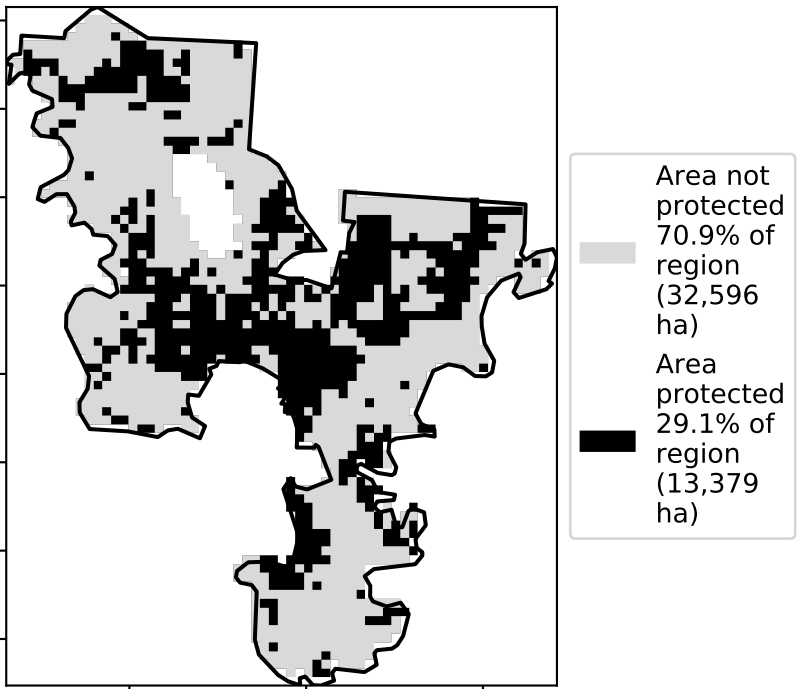 Area not
protected
70.9% of
region
(32,596
ha)
Area
protected
29.1% of
region
(13,379
ha)